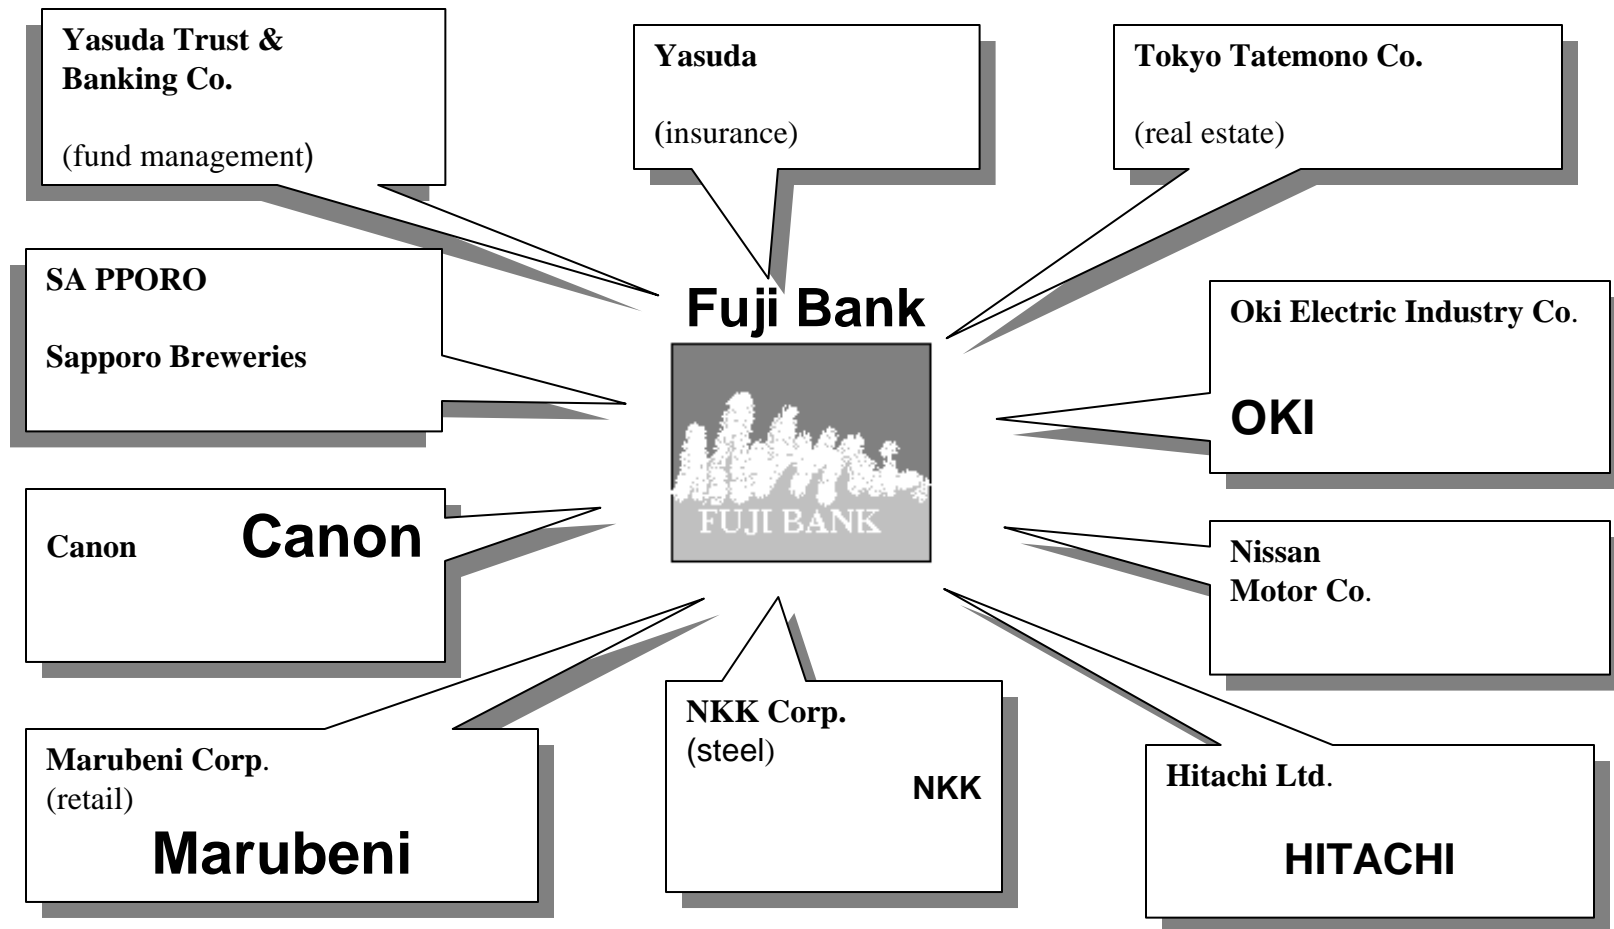 Yasuda Trust &
Banking Co.
(fund management)
Yasuda
(insurance)
Tokyo Tatemono Co.
(real estate)
SA PPORO
Sapporo Breweries
Fuji Bank
FUJI BANK
Oki Electric Industry Co.
OKI
Canon Canon
Nissan
Motor Co.
Marubeni Corp.
(retail)
Marubeni
NKK Corp.
(steel)
NKK
Hitachi Ltd.
HITACHI